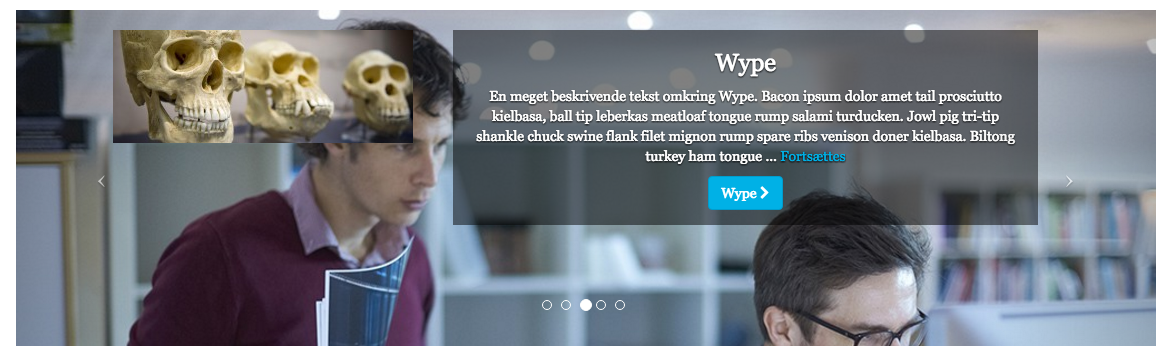 Wype
En meget beskrivende tekst omkring Wype. Bacon ipsum dolor amet tail prosciutto
kielbasa, ball tip leberkas meatloaf tongue rump salami turducken. Jowl pig tri-tip
shankle chuck swine flank filet mignon rump spare ribs venison doner kielbasa. Biltong
turkey ham tongue ... Fortsættes
Wype